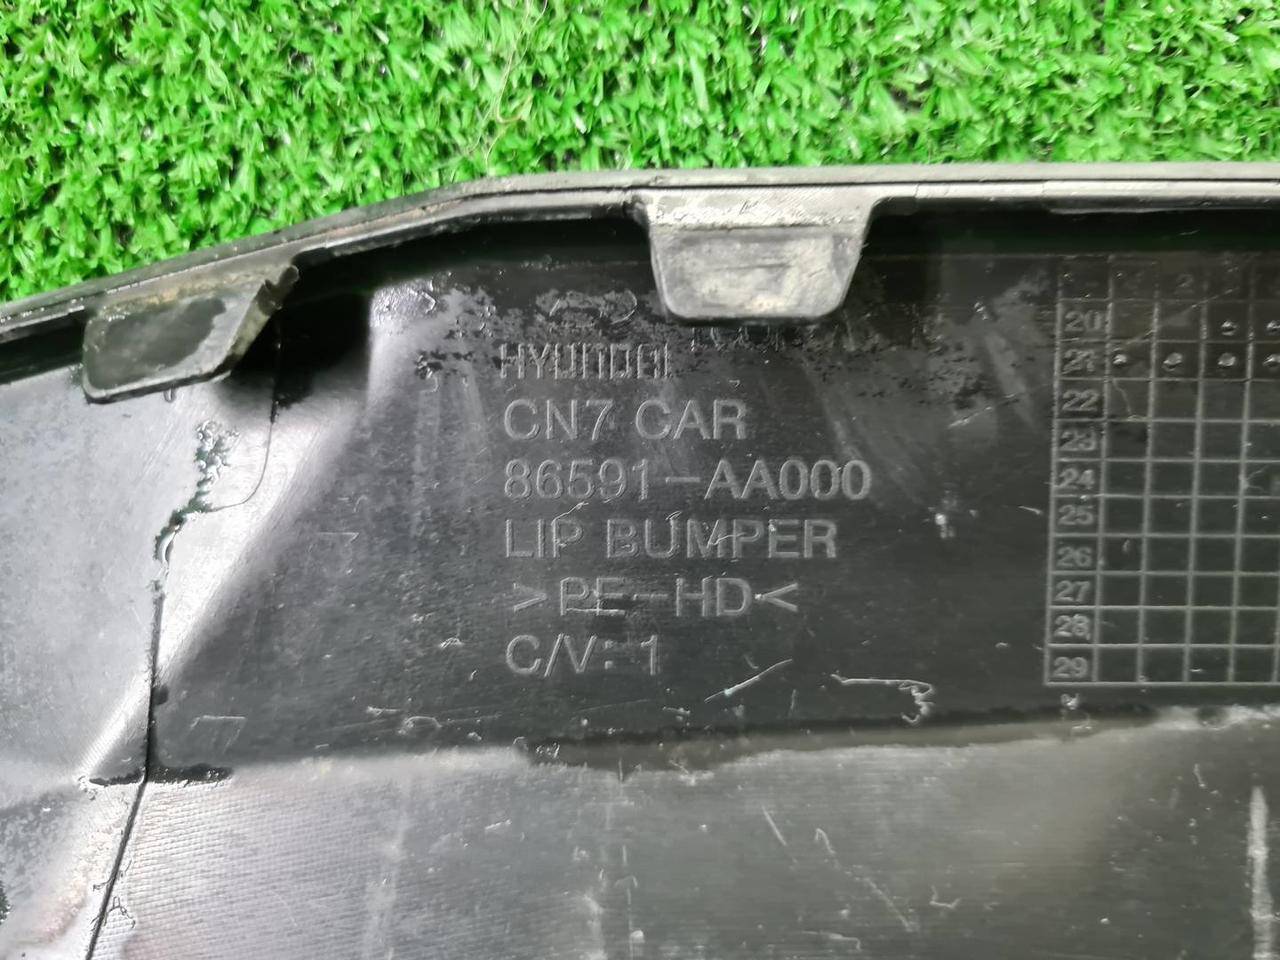 HYUNDAI
CN7 CAR
86591-AA000
LIP BUMPER
>PE-HD<
C/V: 1
2
20
21
22
23
24
25
26
27
28
29